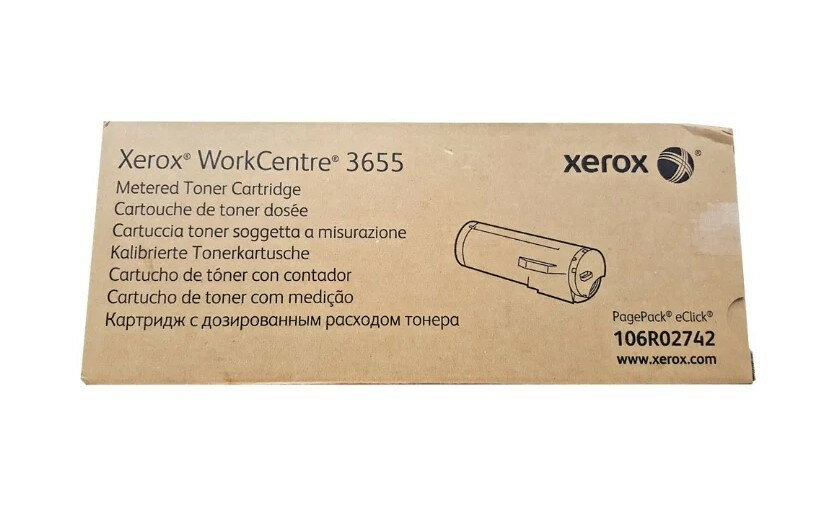 Xerox® WorkCentre® 3655
Metered Toner Cartridge
Cartouche de toner dosée
Cartuccia toner soggetta a misurazione
Kalibrierte Tonerkartusche
Cartucho de tóner con contador
Cartucho de toner com medição
Картридж с дозированным расходом тонера
xerox®
PagePack® eClick®
106R02742
www.xerox.com